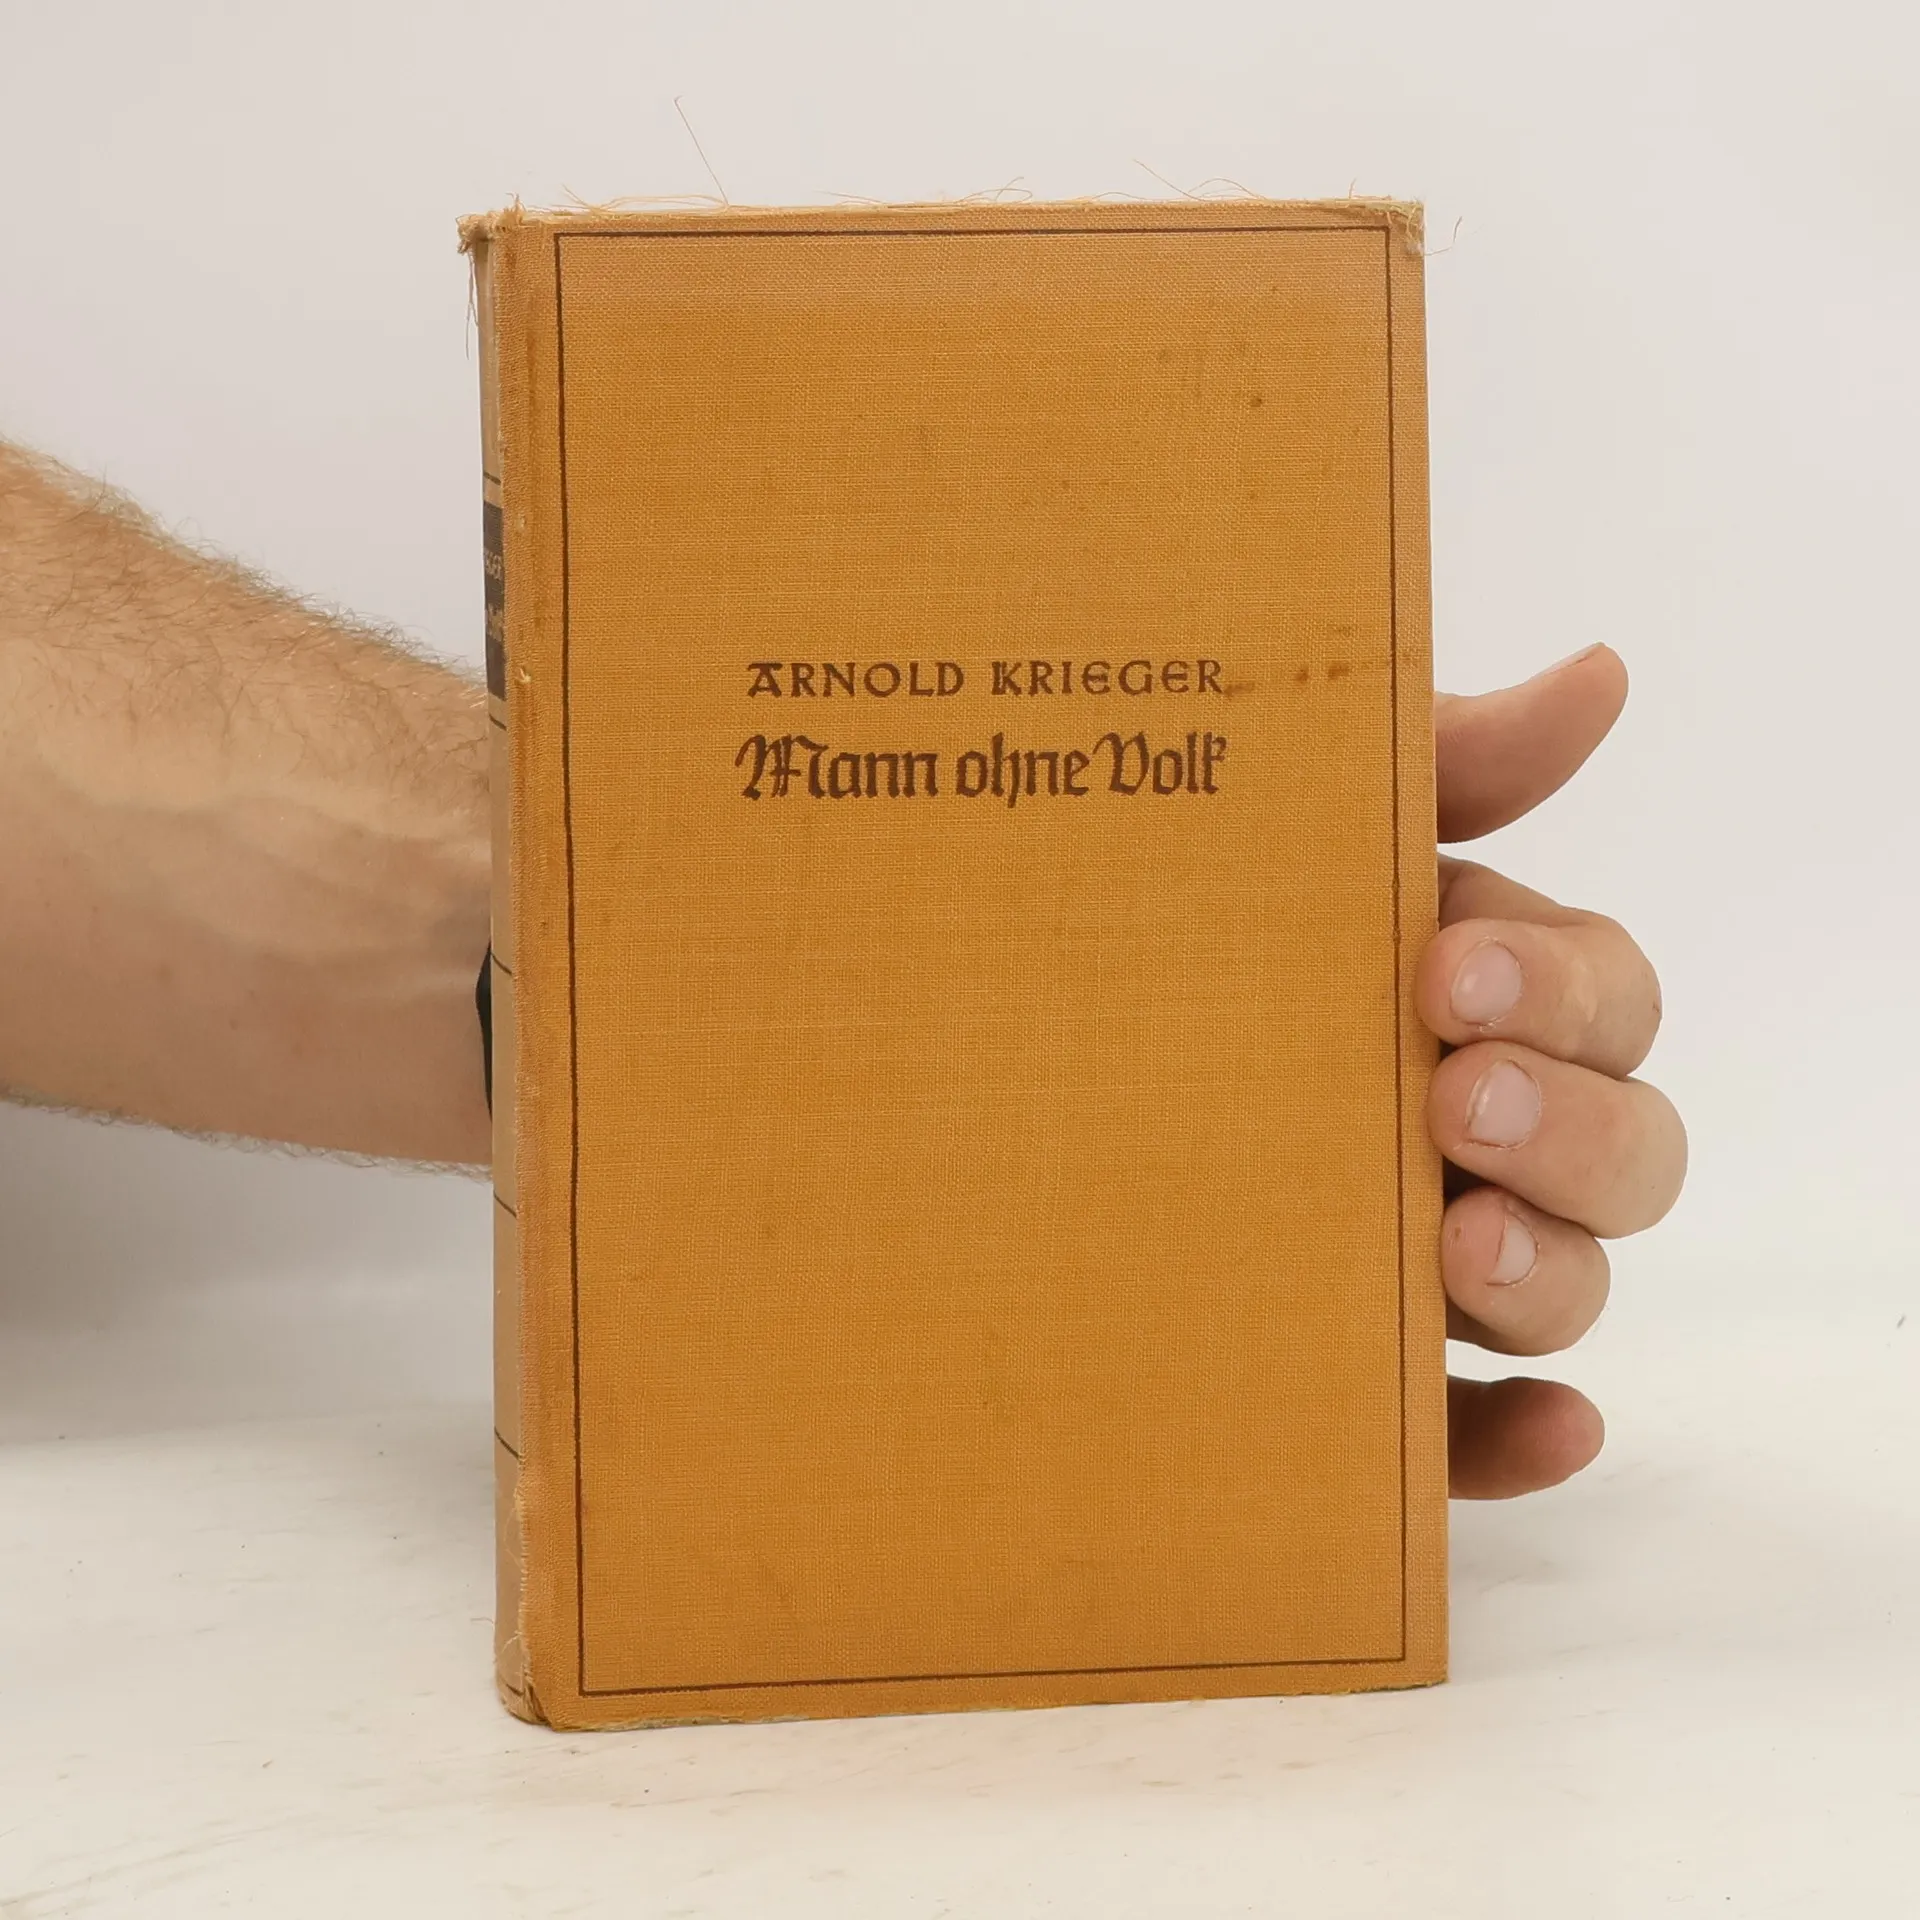 ARNOLD KRIEGER
Mann ohne Volk